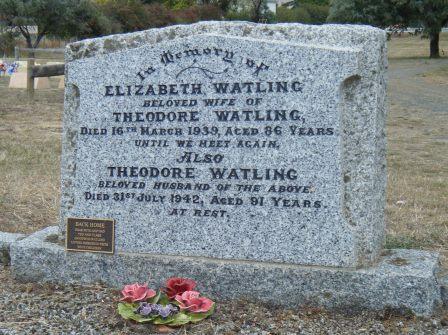 In Memory of
ELIZABETH WATLING
BELOVED WIFE OF
THEODORE WATLING,
DIED 16TH MARCH 1939, AGED 86 YEARS.
UNTIL WE MEET AGAIN.
Also
THEODORE WATLING
BELOVED HUSBAND OF THE ABOVE.
DIED 31ST JULY 1942, AGED 91 YEARS.
AT REST.
BACK HOME